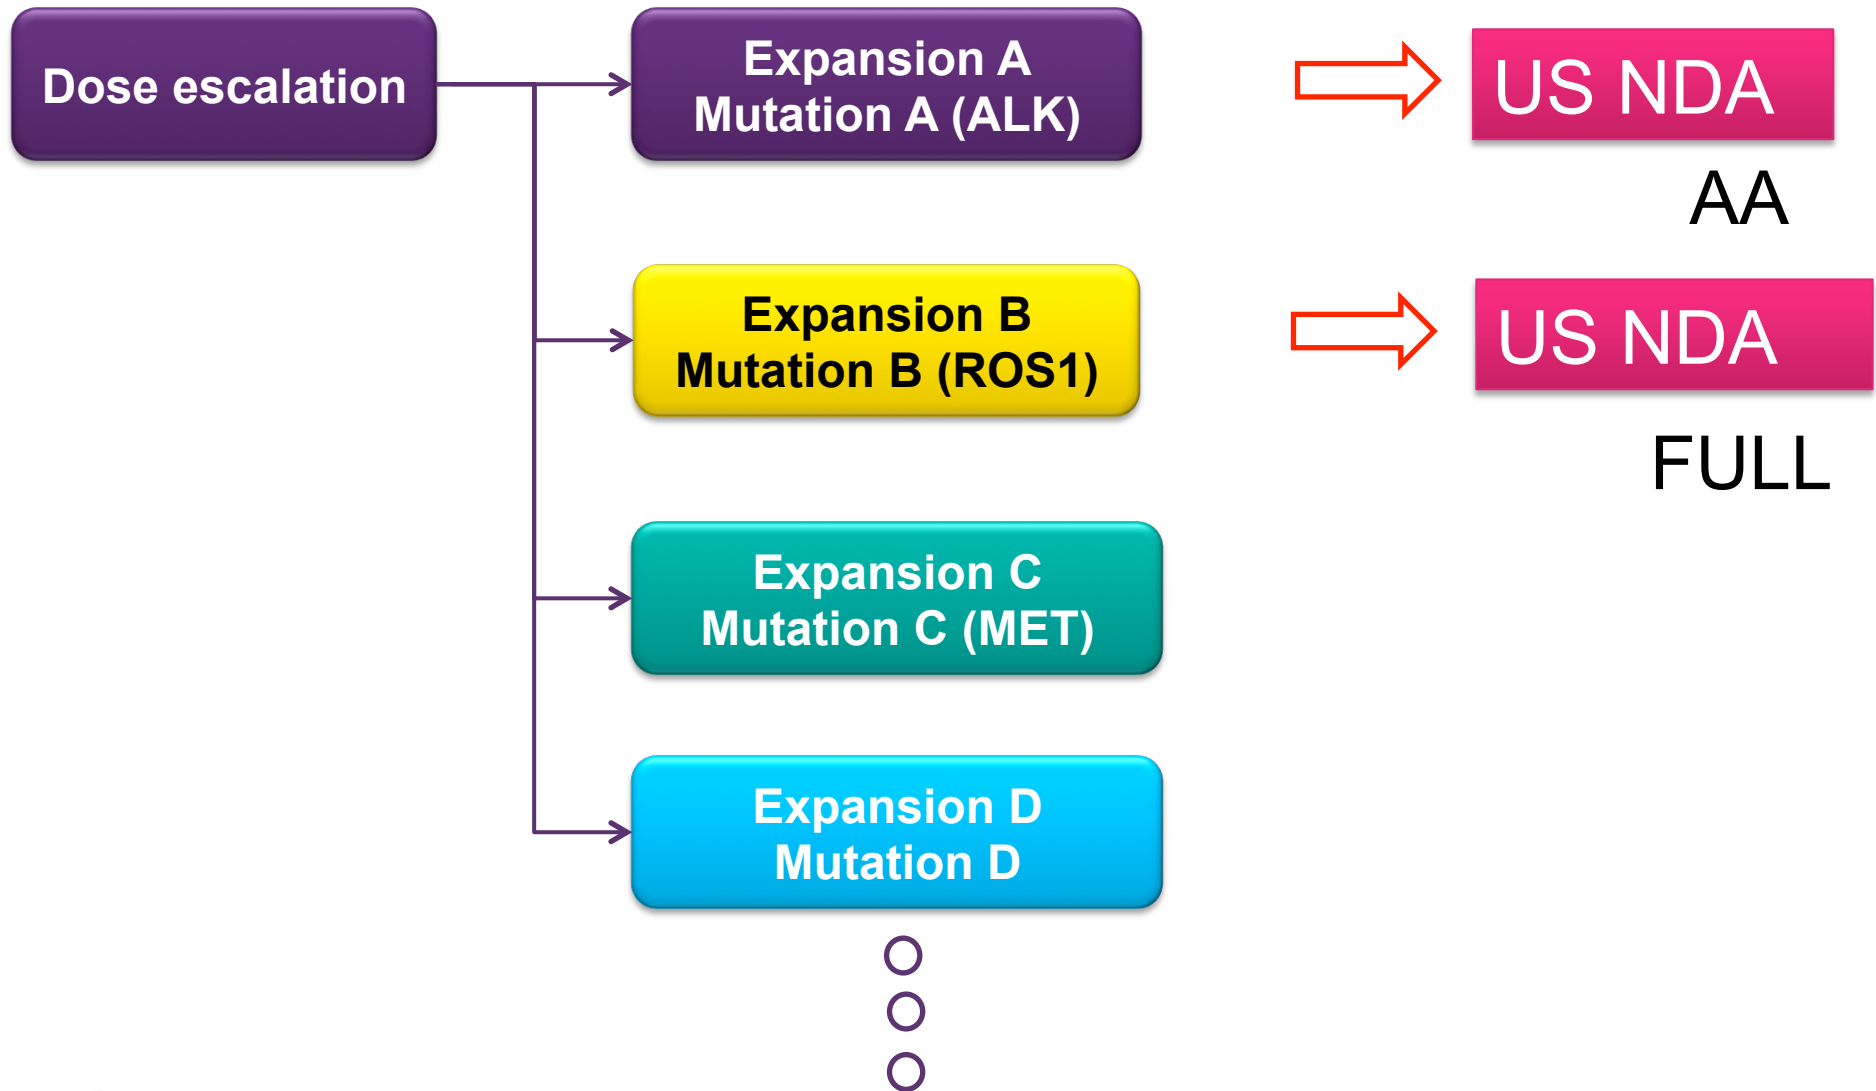 Dose escalation
Expansion A
Mutation A (ALK)
US NDA
AA
Expansion B
Mutation B (ROS1)
US NDA
FULL
Expansion C
Mutation C (MET)
Expansion D
Mutation D